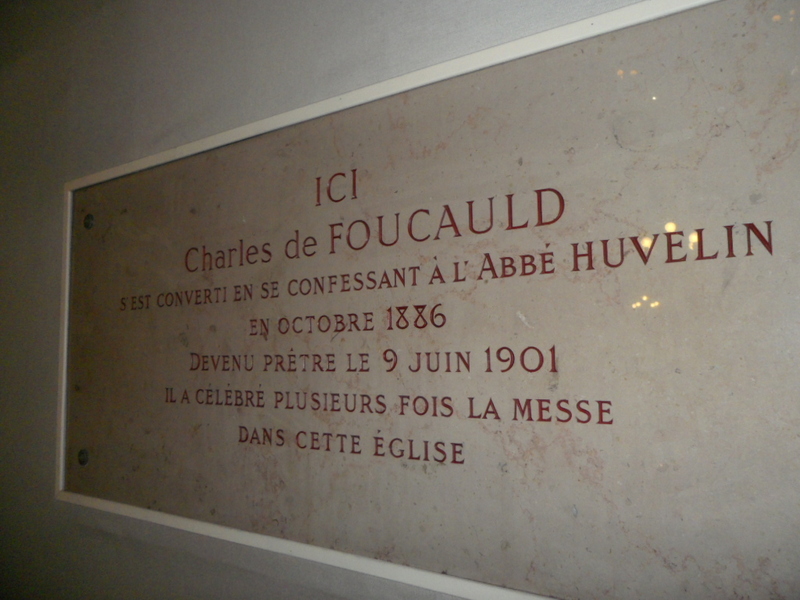 ICI
Charles de FOUCAULD
S'EST CONVERTI EN SE CONFESSANT À L'ABBÉ HUVELIN
EN OCTOBRE 1886
DEVENU PRÊTRE LE 9 JUIN 1901
IL A CÉLÉBRÉ PLUSIEURS FOIS LA MESSE
DANS CETTE ÉGLISE